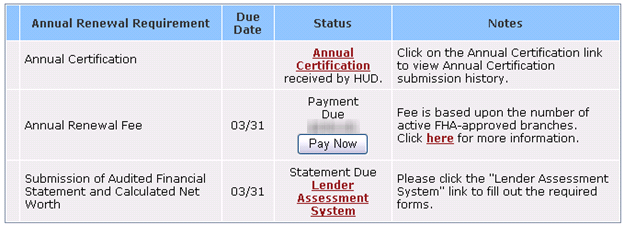 Annual Renewal Requirement
Due
Date
Status
Notes
Annual Certification
Annual
Certification
received by HUD.
Click on the Annual Certification link
to view Annual Certification
submission history.
Annual Renewal Fee
03/31
Payment
Due
Pay Now
Fee is based upon the number of
active FHA-approved branches.
Click here for more information.
Submission of Audited Financial
Statement and Calculated Net
Worth
03/31
Statement Due
Lender
Assessment
System
Please click the "Lender Assessment
System" link to fill out the required
forms.